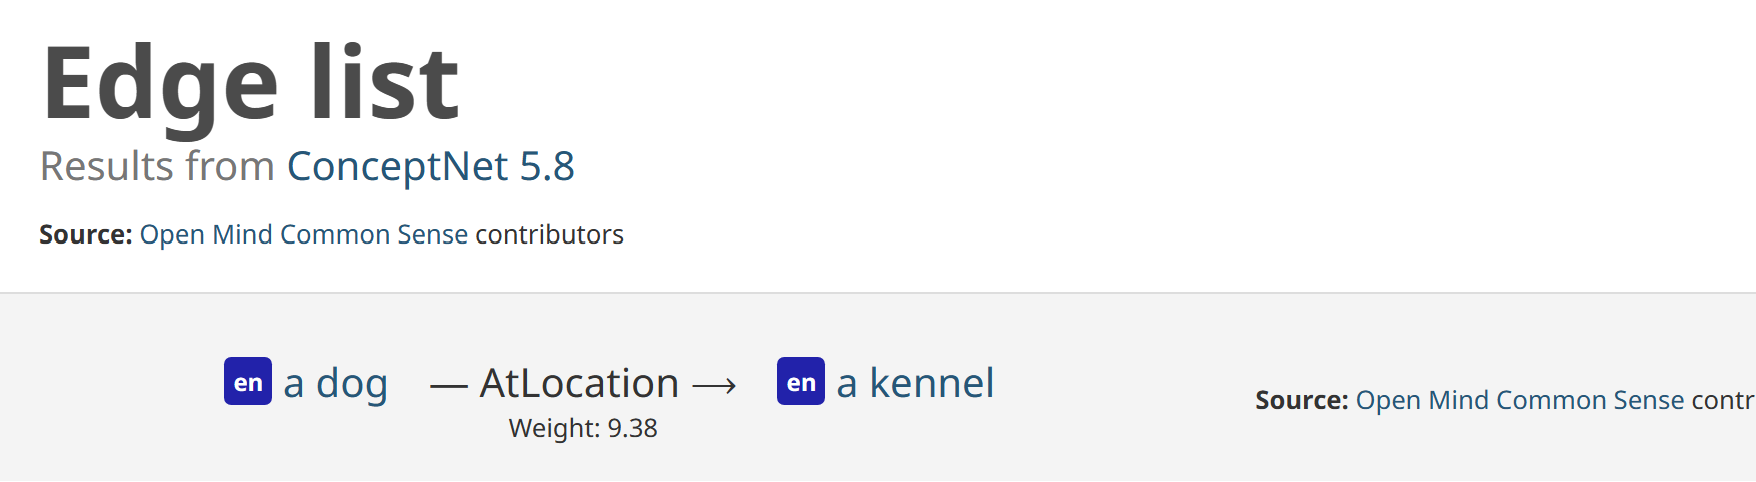 Edge list
Results from ConceptNet 5.8
Source: Open Mind Common Sense contributors
en a dog — AtLocation ⟶ en a kennel
Weight: 9.38
Source: Open Mind Common Sense contr